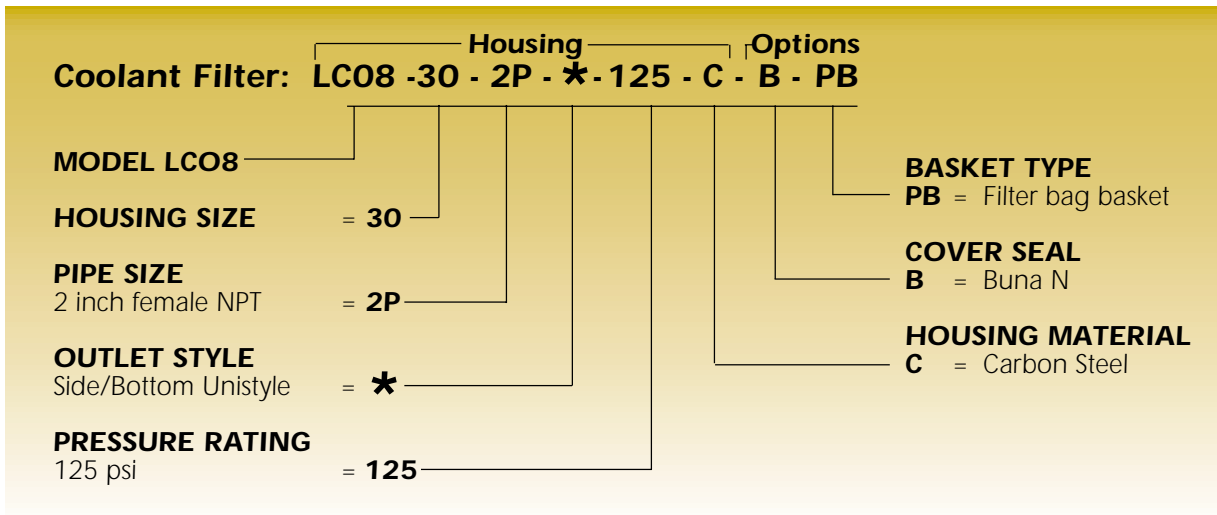 Housing Options
Coolant Filter: LCO8 -30 - 2P - * - 125 - C - B - PB
MODEL LCO8
HOUSING SIZE = 30
PIPE SIZE
2 inch female NPT = 2P
OUTLET STYLE
Side/Bottom Unistyle = *
PRESSURE RATING
125 psi = 125
BASKET TYPE
PB = Filter bag basket
COVER SEAL
B = Buna N
HOUSING MATERIAL
C = Carbon Steel